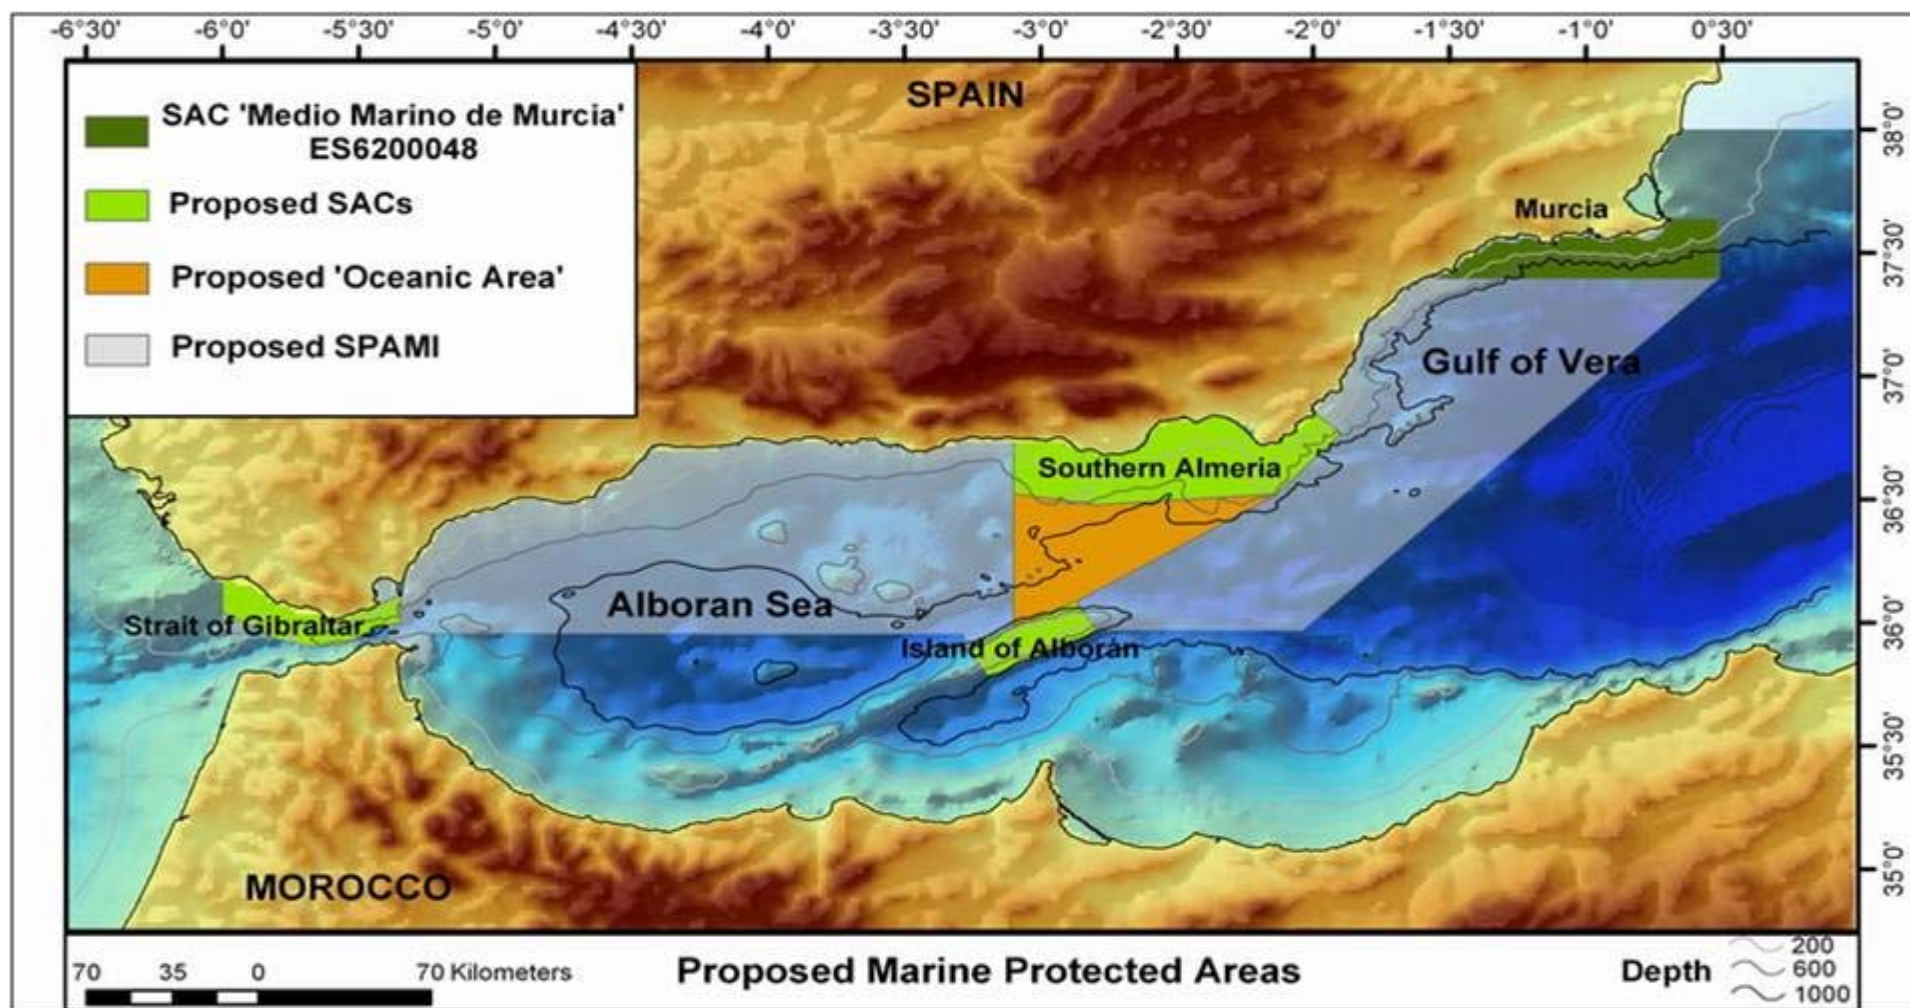 -6°30' -6°0' -5°30' -5°0' -4°30' -4°0' -3°30' -3°0' -2°30' -2°0' -1°30' -1°0' 0°30'
SAC 'Medio Marino de Murcia'
ES6200048
Proposed SACs
Proposed 'Oceanic Area'
Proposed SPAMI
SPAIN
Murcia
Gulf of Vera
Southern Almeria
Alboran Sea
Strait of Gibraltar
Island of Alborán
MOROCCO
38°0'
37°30'
37°0'
36°30'
36°0'
35°30'
35°0'
70 35 0 70 Kilometers
Proposed Marine Protected Areas
Depth
200
600
1000